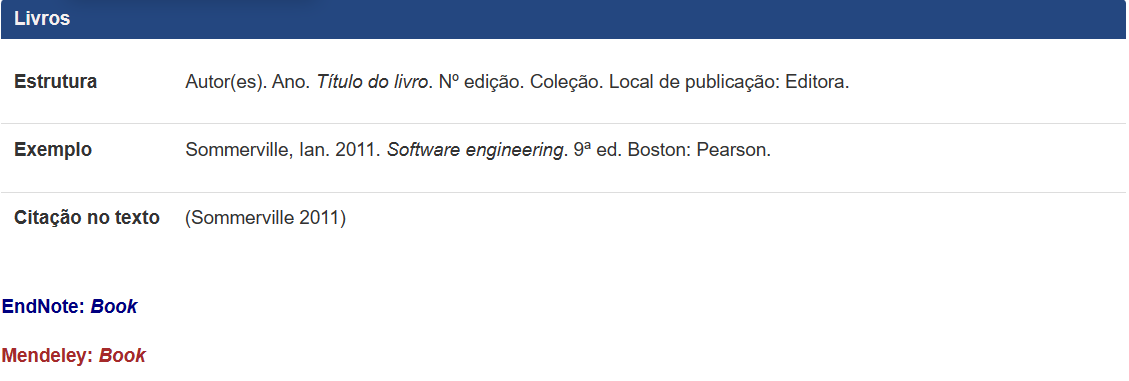 Livros
Estrutura Autor(es). Ano. Título do livro. Nº edição. Coleção. Local de publicação: Editora.
Exemplo Sommerville, Ian. 2011. Software engineering. 9ª ed. Boston: Pearson.
Citação no texto (Sommerville 2011)
EndNote: Book
Mendeley: Book